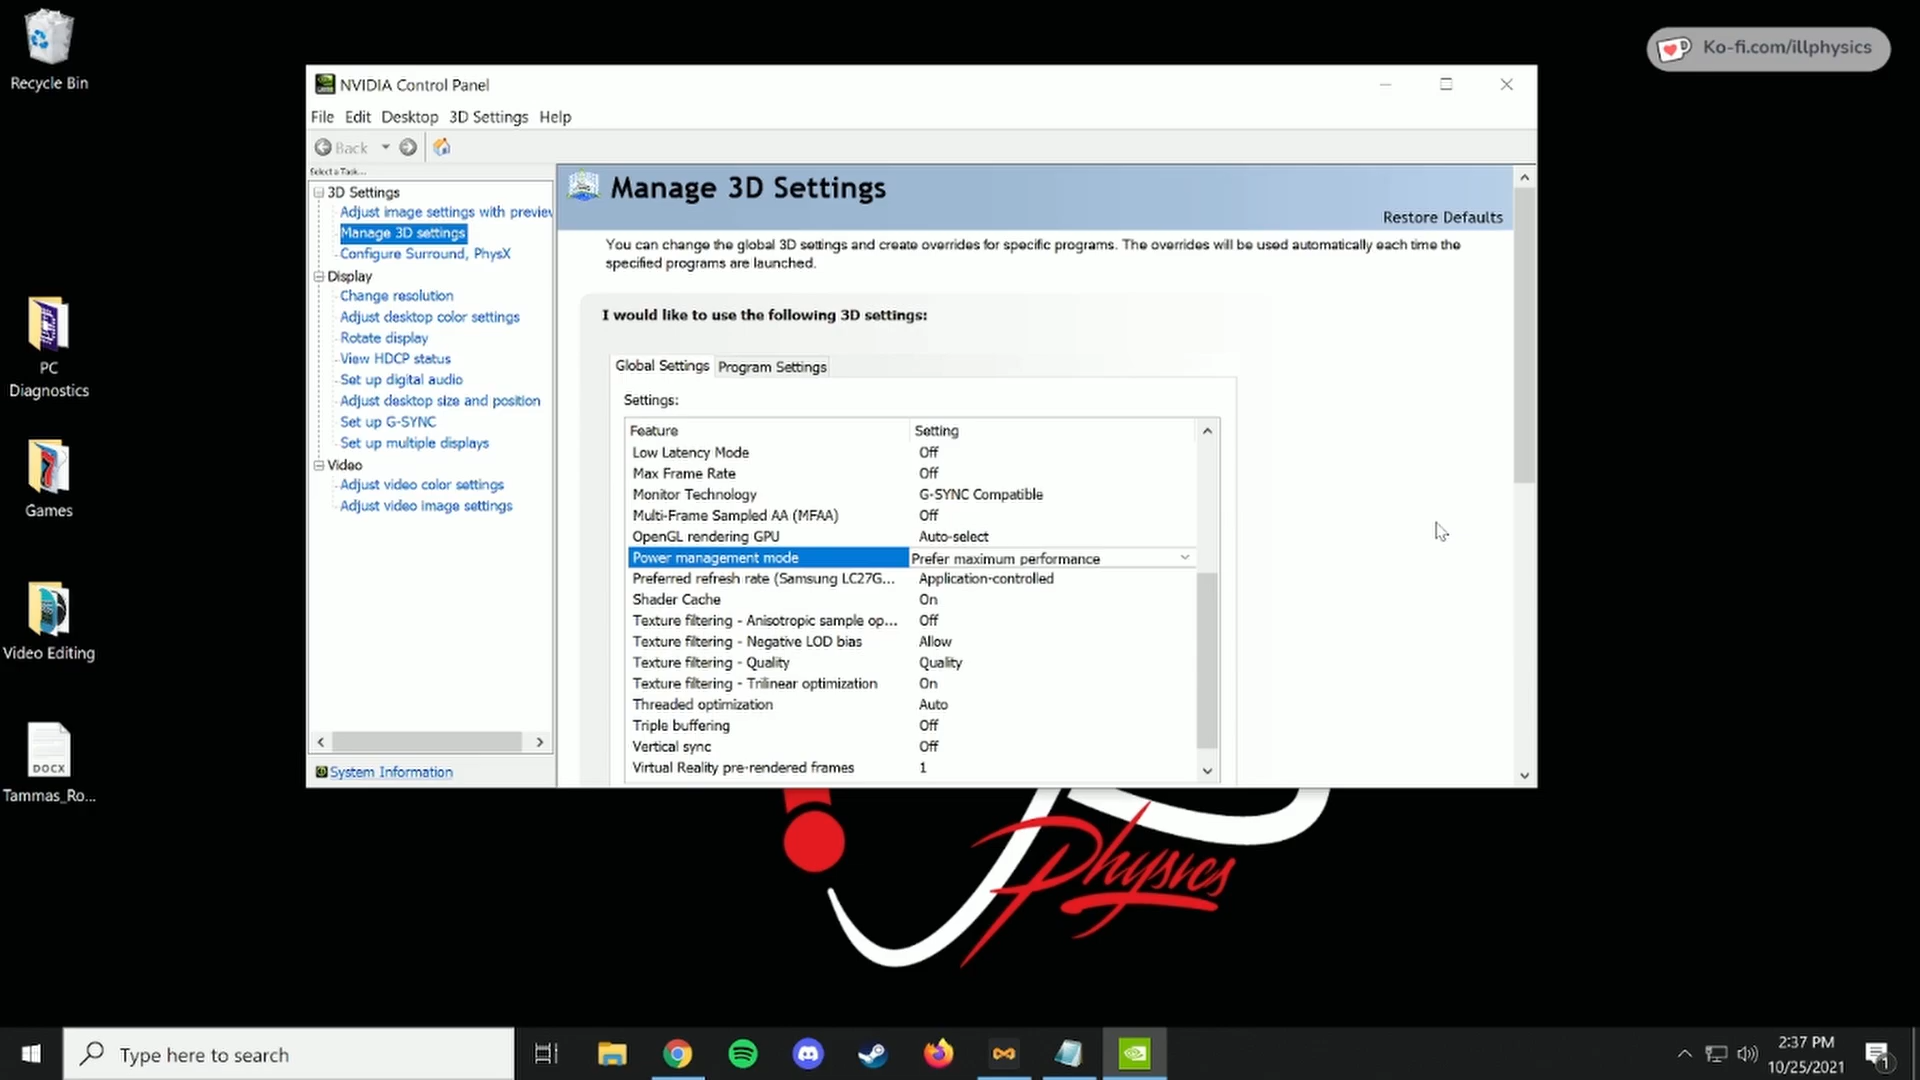 Recycle Bin
PC
Diagnostics
Games
Video Editing
DOCX
Tammas_Ro...
Ko-fi.com/illphysics
NVIDIA Control Panel
File Edit Desktop 3D Settings Help
Back
Select a Task...
3D Settings
Adjust image settings with preview
Manage 3D settings
Configure Surround, PhysX
Display
Change resolution
Adjust desktop color settings
Rotate display
View HDCP status
Set up digital audio
Adjust desktop size and position
Set up G-SYNC
Set up multiple displays
Video
Adjust video color settings
Adjust video image settings
System Information
Manage 3D Settings
Restore Defaults
You can change the global 3D settings and create overrides for specific programs. The overrides will be used automatically each time the
specified programs are launched.
I would like to use the following 3D settings:
Global Settings Program Settings
Settings:
Feature Setting
Low Latency Mode Off
Max Frame Rate Off
Monitor Technology G-SYNC Compatible
Multi-Frame Sampled AA (MFAA) Off
OpenGL rendering GPU Auto-select
Power management mode Prefer maximum performance
Preferred refresh rate (Samsung LC27G... Application-controlled
Shader Cache On
Texture filtering - Anisotropic sample op... Off
Texture filtering - Negative LOD bias Allow
Texture filtering - Quality Quality
Texture filtering - Trilinear optimization On
Threaded optimization Auto
Triple buffering Off
Vertical sync Off
Virtual Reality pre-rendered frames 1
Physics
Type here to search
2:37 PM
10/25/2021
1